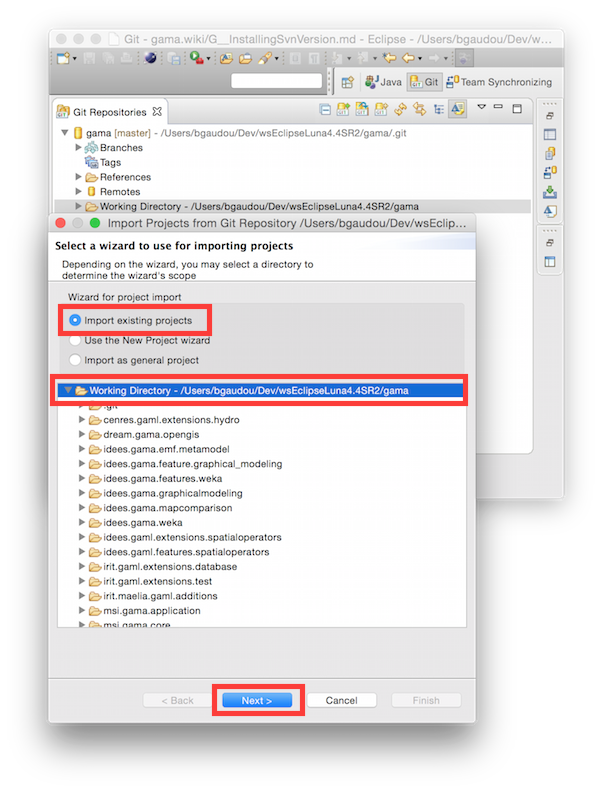 Git - gama.wiki/G__InstallingSvnVersion.md - Eclipse - /Users/bgaudou/Dev/w…
Java
Git
Team Synchronizing
Git Repositories
gama [master] - /Users/bgaudou/Dev/wsEclipseLuna4.4SR2/gama/.git
Branches
Tags
References
Remotes
Working Directory - /Users/bgaudou/Dev/wsEclipseLuna4.4SR2/gama
Import Projects from Git Repository /Users/bgaudou/Dev/wsEclip…
Select a wizard to use for importing projects
Depending on the wizard, you may select a directory to
determine the wizard's scope
Wizard for project import
Import existing projects
Use the New Project wizard
Import as general project
Working Directory - /Users/bgaudou/Dev/wsEclipseLuna4.4SR2/gama
.git
cenres.gaml.extensions.hydro
dream.gama.opengis
idees.gama.emf.metamodel
idees.gama.feature.graphical_modeling
idees.gama.features.weka
idees.gama.graphicalmodeling
idees.gama.mapcomparison
idees.gama.weka
idees.gaml.extensions.spatialoperators
idees.gaml.features.spatialoperators
irit.gaml.extensions.database
irit.gaml.extensions.test
irit.maelia.gaml.additions
msi.gama.application
msi.gama.core
< Back
Next >
Cancel
Finish